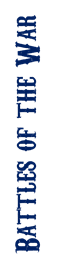 Battles of the War